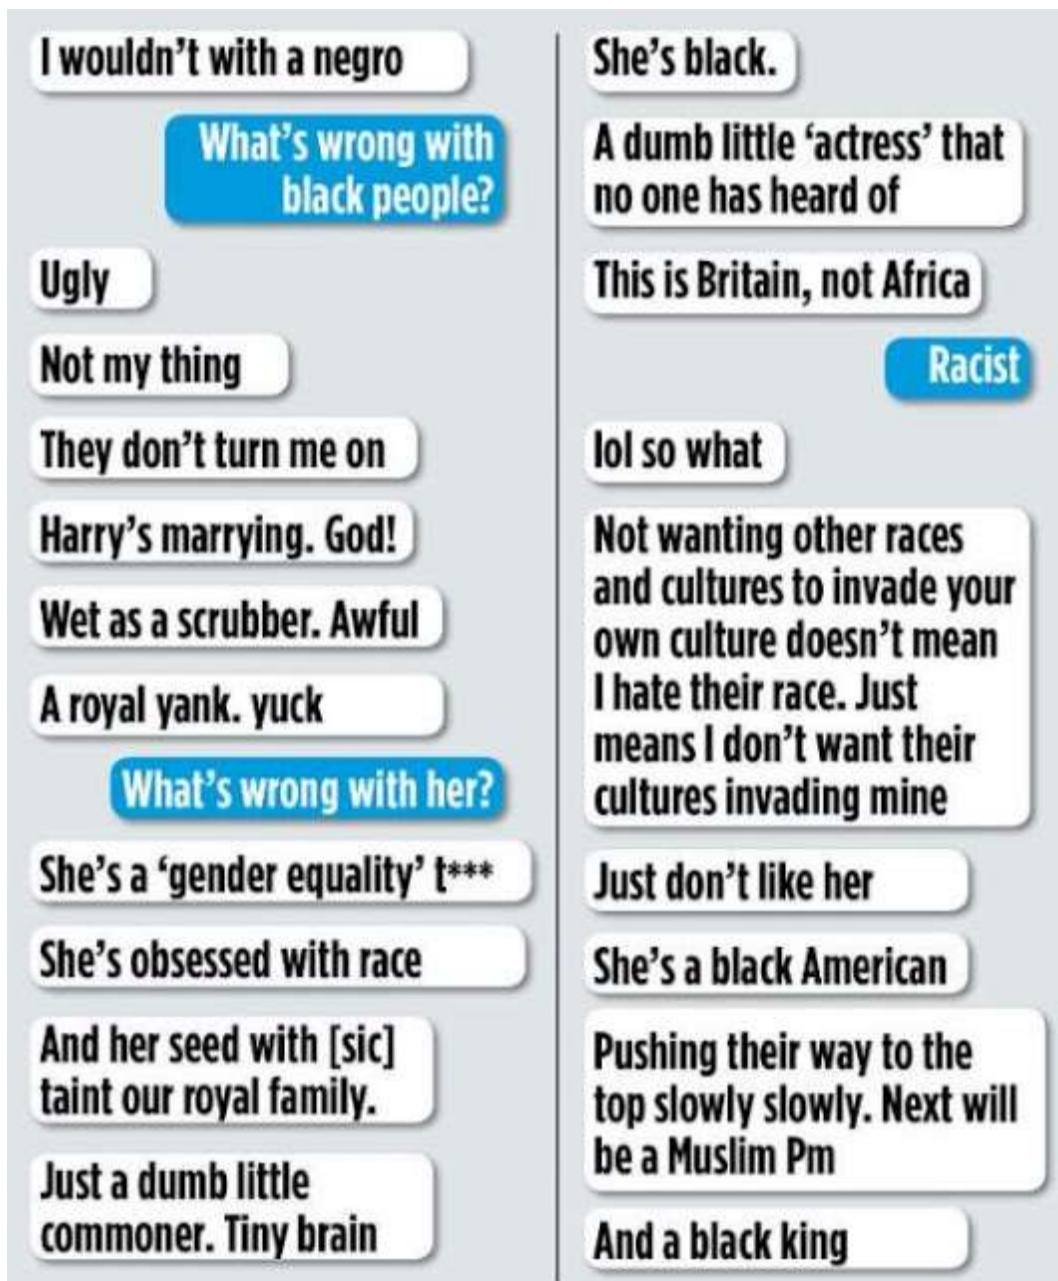 I wouldn't with a negro
What's wrong with
black people?
Ugly
Not my thing
They don't turn me on
Harry's marrying. God!
Wet as a scrubber. Awful
A royal yank. yuck
What's wrong with her?
She's a 'gender equality' t***
She's obsessed with race
And her seed with [sic]
taint our royal family.
Just a dumb little
commoner. Tiny brain
She's black.
A dumb little 'actress' that
no one has heard of
This is Britain, not Africa
Racist
lol so what
Not wanting other races
and cultures to invade your
own culture doesn't mean
I hate their race. Just
means I don't want their
cultures invading mine
Just don't like her
She's a black American
Pushing their way to the
top slowly slowly. Next will
be a Muslim Pm
And a black king